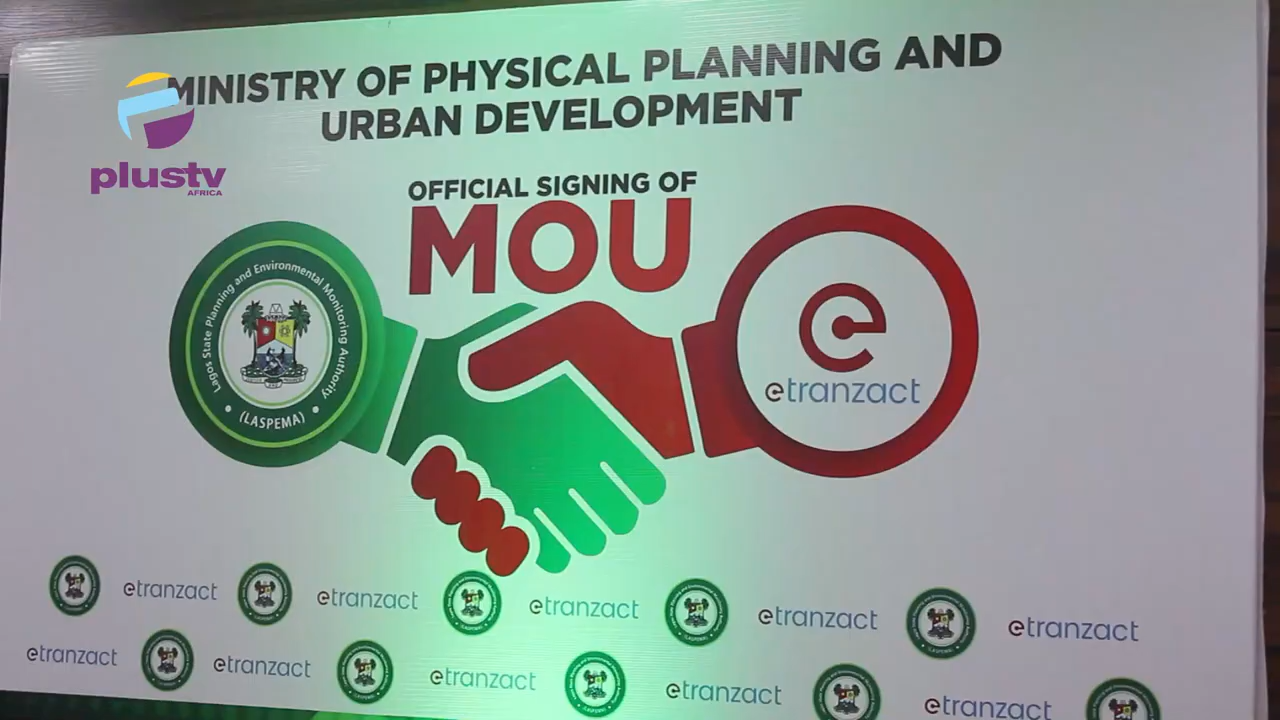 MINISTRY OF PHYSICAL PLANNING AND
URBAN DEVELOPMENT
plustv
AFRICA
OFFICIAL SIGNING OF
MOU
Lagos State Planning and Environmental Monitoring Authority
(LASPEMA)
e
etranzact
etranzact
etranzact
etranzact
etranzact
etranzact
etranzact
etranzact
etranzact
etranzact
etranzact